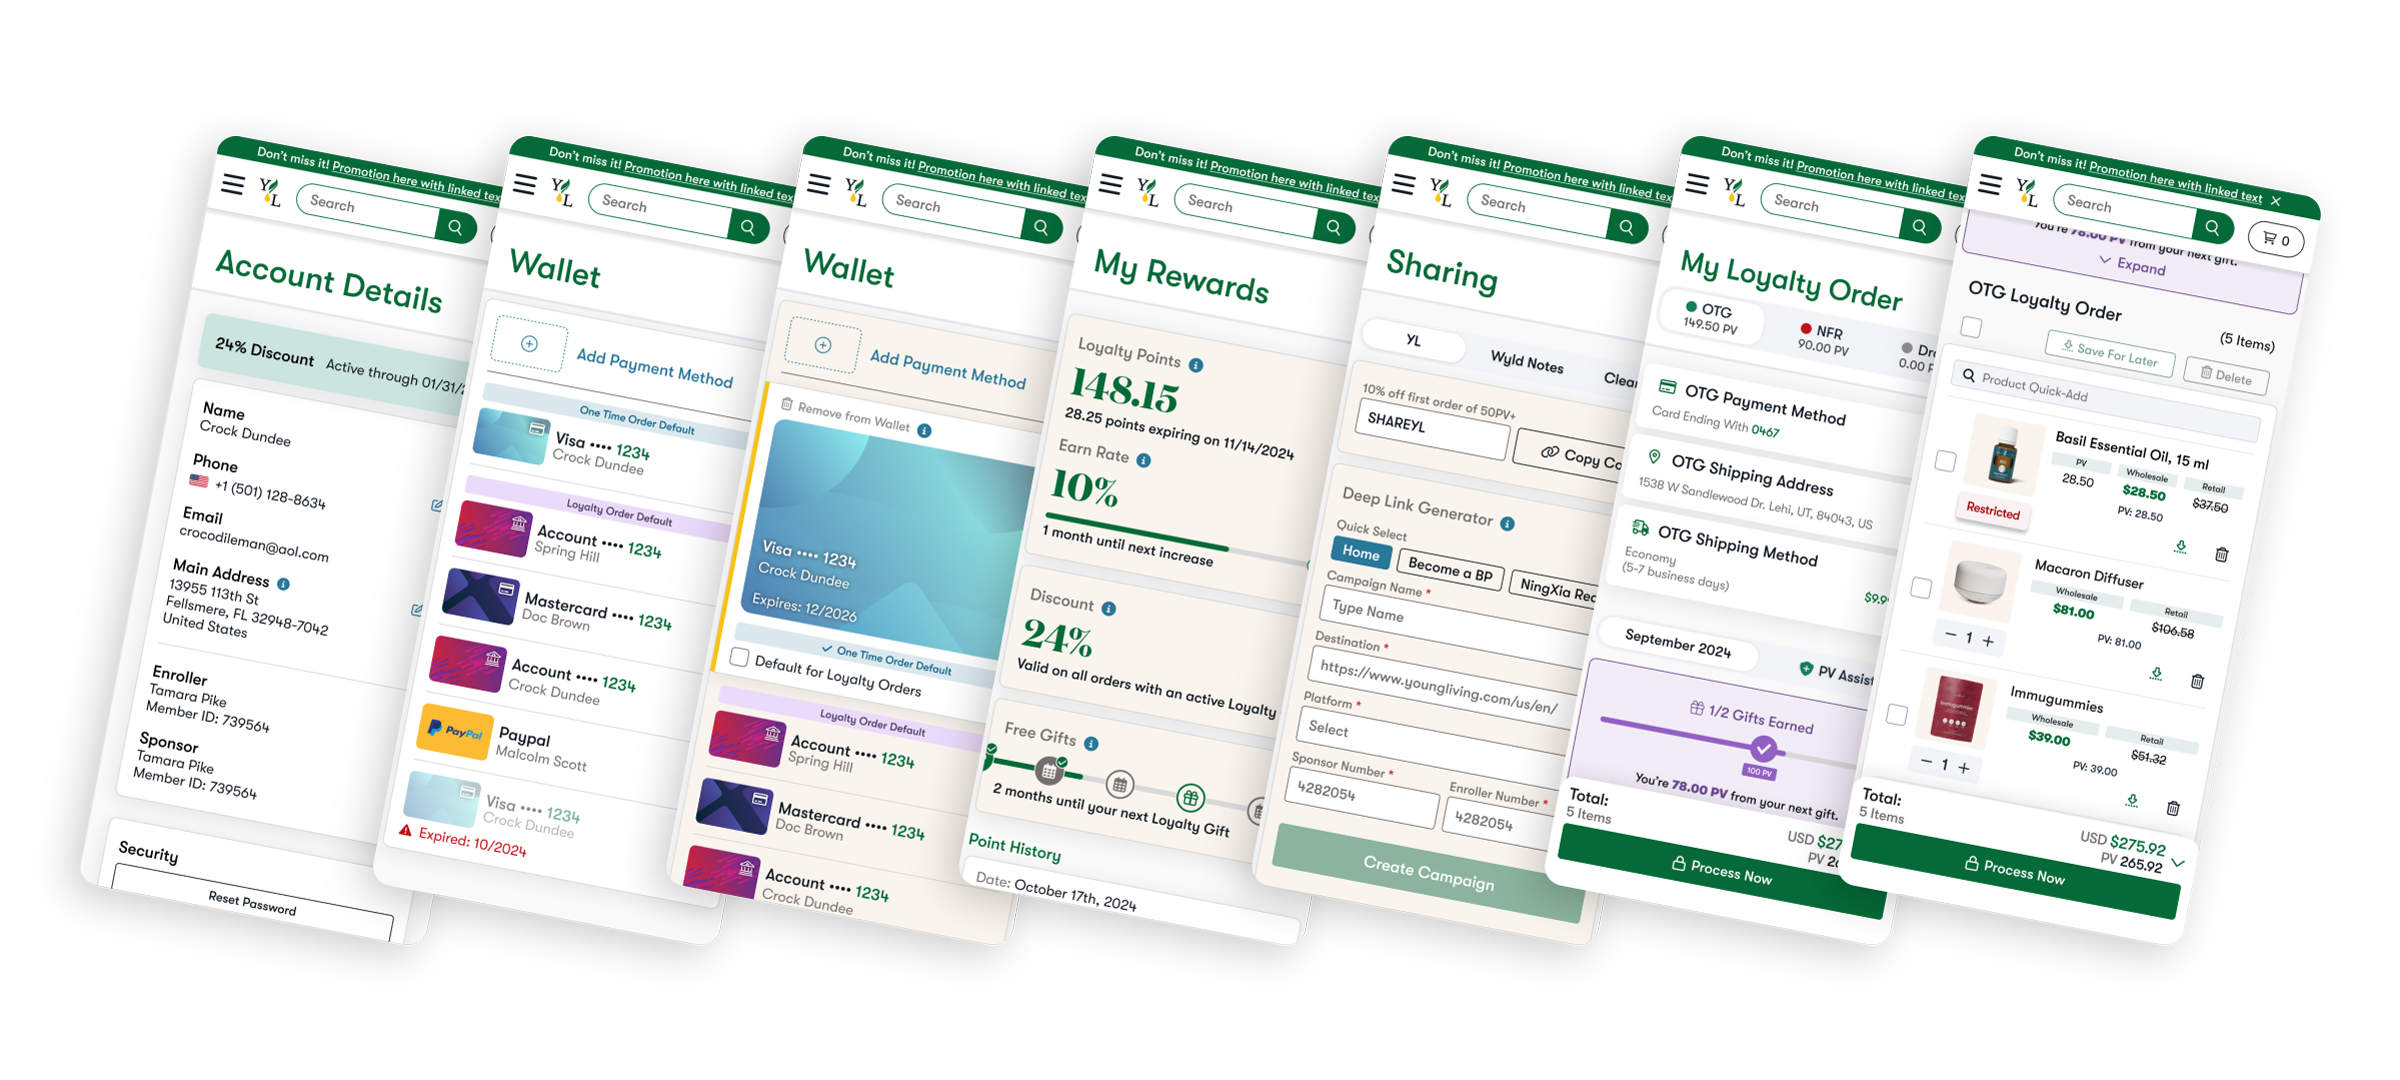 Don't miss it! Promotion here with linked tex
YL
Search
Account Details
24% Discount Active through 01/31/
Name
Crock Dundee
Phone
+1 (501) 128-8634
Email
crocodileman@aol.com
Main Address
13955 113th St
Fellsmere, FL 32948-7042
United States
Enroller
Tamara Pike
Member ID: 739564
Sponsor
Tamara Pike
Member ID: 739564
Security
Reset Password
Don't miss it! Promotion here with linked tex
YL
Search
Wallet
Add Payment Method
One Time Order Default
Visa •••• 1234
Crock Dundee
Loyalty Order Default
Account •••• 1234
Spring Hill
Mastercard •••• 1234
Doc Brown
Account •••• 1234
Crock Dundee
PayPal
Paypal
Malcolm Scott
Visa •••• 1234
Crock Dundee
Expired: 10/2024
Don't miss it! Promotion here with linked tex
YL
Search
Wallet
Add Payment Method
Remove from Wallet
Visa •••• 1234
Crock Dundee
Expires: 12/2026
One Time Order Default
Default for Loyalty Orders
Loyalty Order Default
Account •••• 1234
Spring Hill
Mastercard •••• 1234
Doc Brown
Account •••• 1234
Crock Dundee
Don't miss it! Promotion here with linked tex
YL
Search
My Rewards
Loyalty Points
148.15
28.25 points expiring on 11/14/2024
Earn Rate
10%
1 month until next increase
Discount
24%
Valid on all orders with an active Loyalty
Free Gifts
2 months until your next Loyalty Gift
Point History
Date: October 17th, 2024
Don't miss it! Promotion here with linked tex
YL
Search
Sharing
YL Wyld Notes Clea
10% off first order of 50PV+
SHAREYL
Copy Co
Deep Link Generator
Quick Select
Home Become a BP NingXia Red
Campaign Name *
Type Name
Destination *
https://www.youngliving.com/us/en/
Platform *
Select
Sponsor Number *
4282054
Enroller Number *
4282054
Create Campaign
Don't miss it! Promotion here with linked tex
YL
Search
My Loyalty Order
OTG
149.50 PV
NFR
90.00 PV
Dr
0.00
OTG Payment Method
Card Ending With 0467
OTG Shipping Address
1538 W Sandlewood Dr. Lehi, UT, 84043, US
OTG Shipping Method
Economy
(5-7 business days)
$9.9
September 2024
PV Assist
1/2 Gifts Earned
100 PV
You're 78.00 PV from your next gift.
Total:
5 Items
USD $27
PV 2
Process Now
Don't miss it! Promotion here with linked text
YL
Search
0
You're 78.00 PV from your next gift.
Expand
OTG Loyalty Order
(5 Items)
Save For Later
Delete
Product Quick-Add
Basil Essential Oil, 15 ml
PV Wholesale Retail
28.50 $28.50 $37.50
PV: 28.50
Restricted
Macaron Diffuser
Wholesale Retail
$81.00 $106.58
PV: 81.00
1
Immugummies
Wholesale Retail
$39.00 $51.32
PV: 39.00
1
Total:
5 Items
USD $275.92
PV 265.92
Process Now